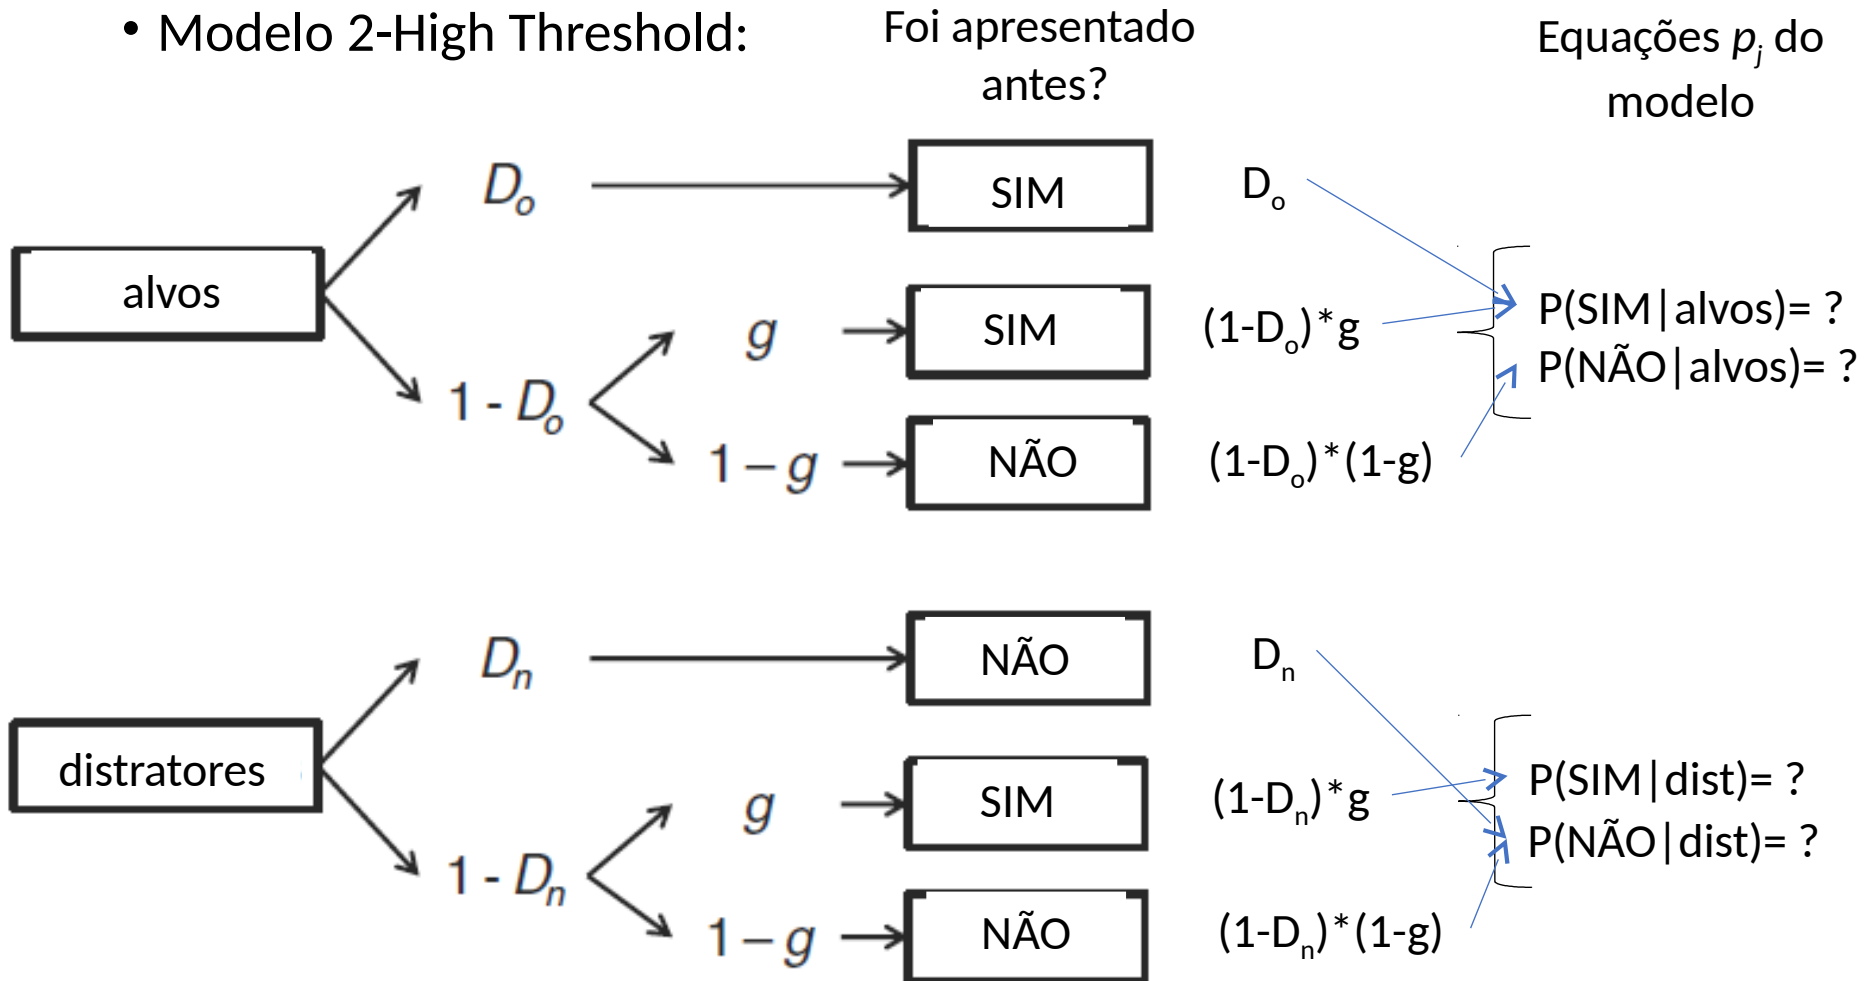 • Modelo 2-High Threshold:
Foi apresentado
antes?
Equações pj do
modelo
Do
SIM
Do
alvos
g
SIM
(1-Do)*g
P(SIM|alvos)= ?
P(NÃO|alvos)= ?
1 - Do
1 – g
NÃO
(1-Do)*(1-g)
Dn
NÃO
Dn
distratores
g
SIM
(1-Dn)*g
P(SIM|dist)= ?
P(NÃO|dist)= ?
1 - Dn
1 – g
NÃO
(1-Dn)*(1-g)